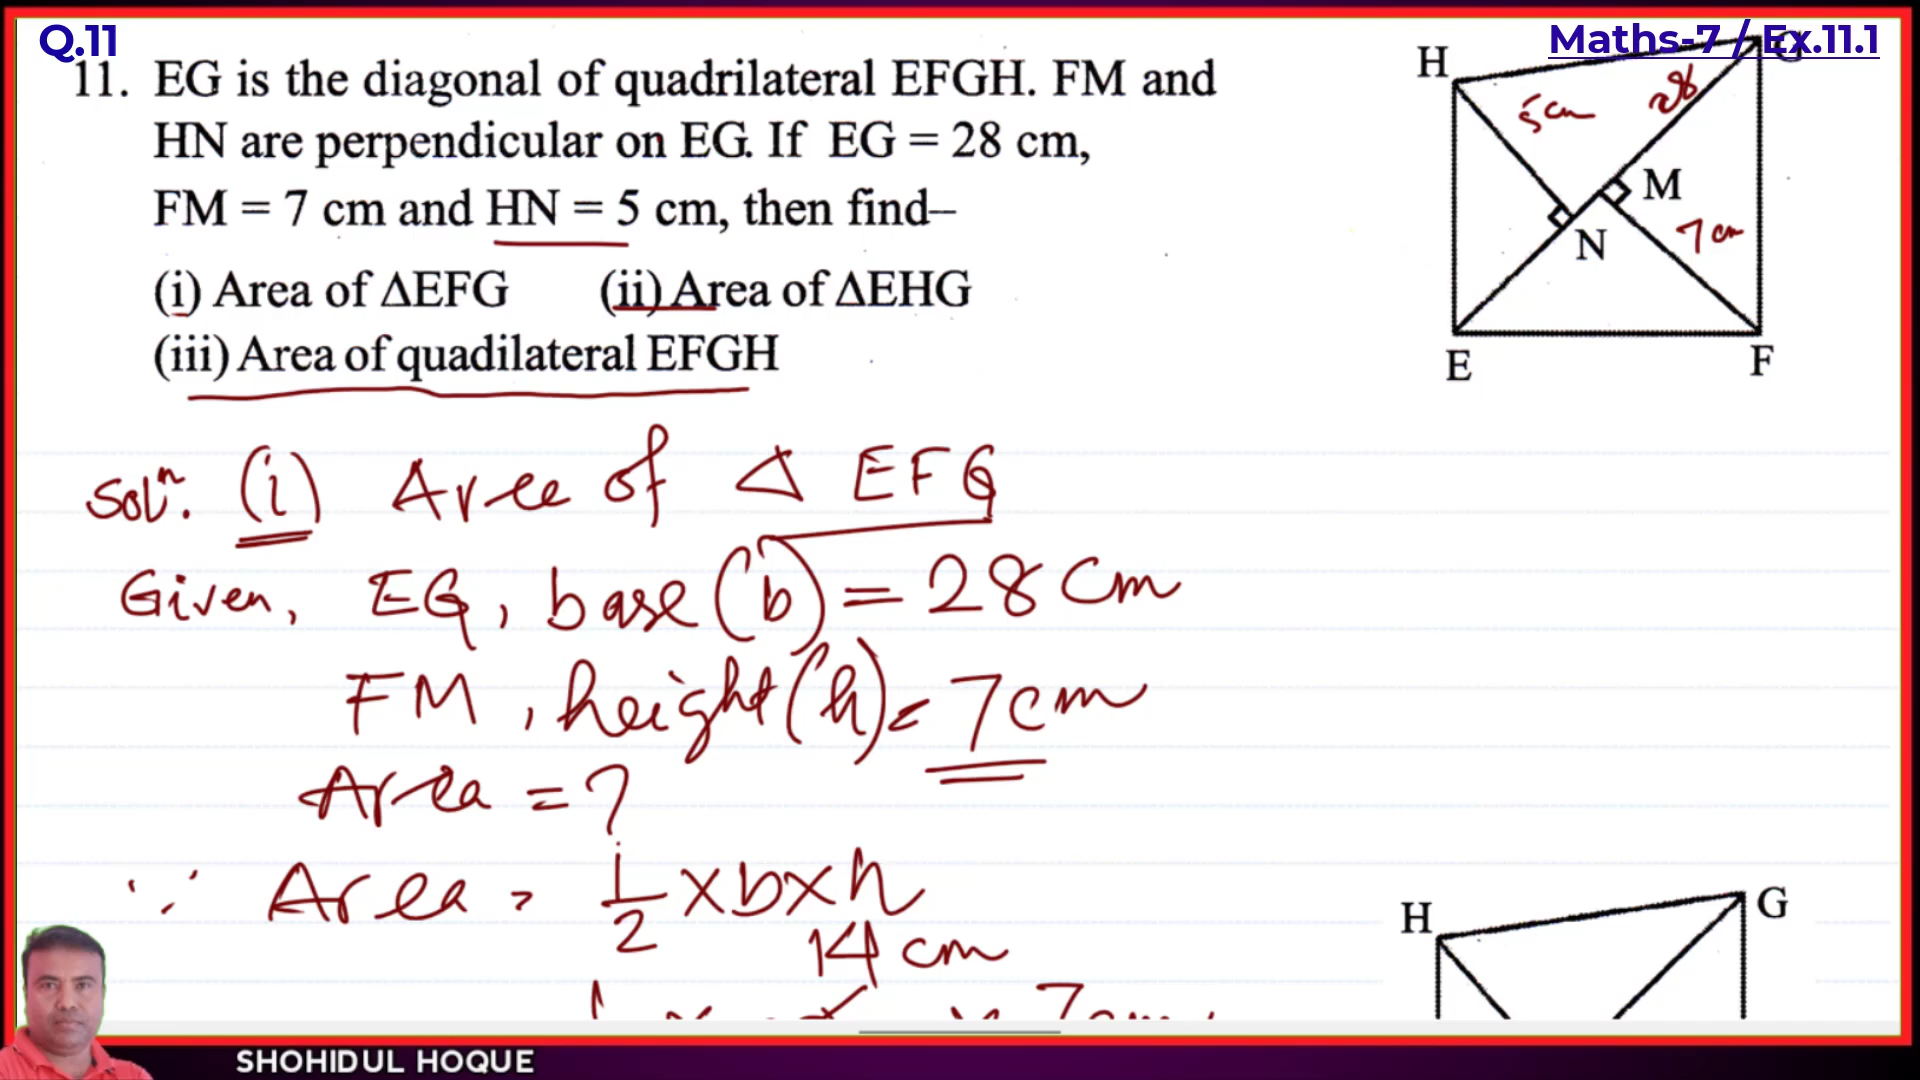 Q.11
Maths-7 / Ex.11.1
11. EG is the diagonal of quadrilateral EFGH. FM and
HN are perpendicular on EG. If EG = 28 cm,
FM = 7 cm and HN = 5 cm, then find–
(i) Area of ΔEFG (ii) Area of ΔEHG
(iii) Area of quadilateral EFGH
H
G
5cm
28
M
N
7 cm
E
F
Solⁿ. (i) Area of Δ EFG
Given, EG, base (b) = 28 cm
FM, height (h) = 7cm
Area = ?
∵ Area = 1/2 × b × h
14 cm
× 7cm
H
G
SHOHIDUL HOQUE